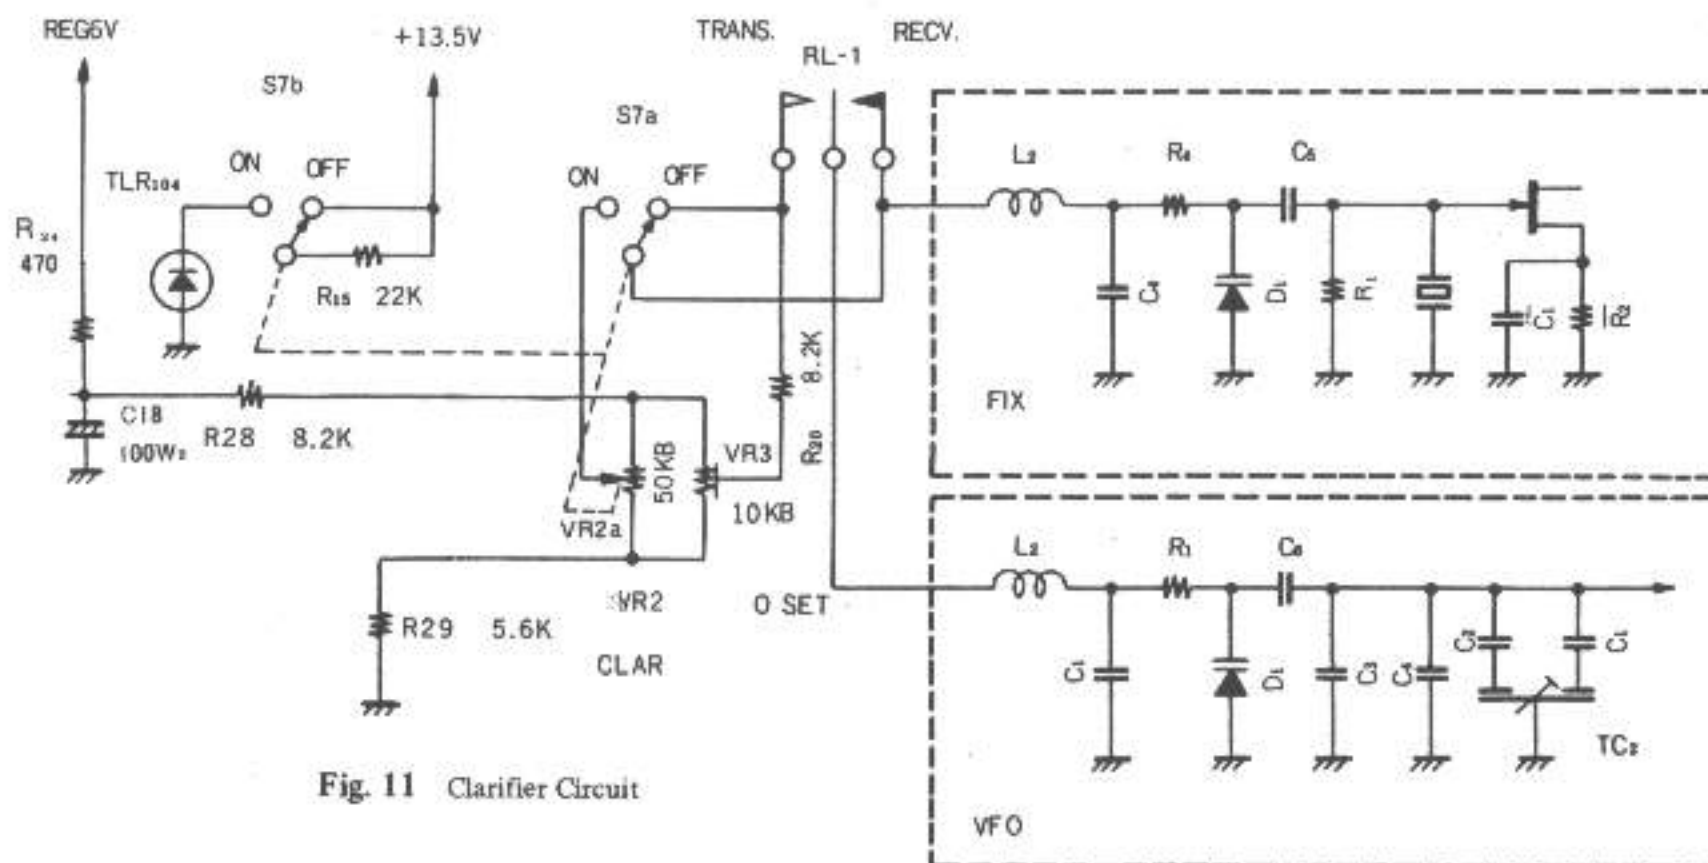 REG6V
+13.5V
TRANS.
RECV.
RL-1
S7b
S7a
ON
OFF
TLR104
ON
OFF
R24
470
R15 22K
L2
R4
C5
C4
D1
R1
C1
R2
FIX
8.2K
R20
C18
R28 8.2K
50KB
VR3
10KB
VR2a
VR2
CLAR
0 SET
R29 5.6K
L2
R1
C6
C1
D1
C3
C4
C2
C1
TC2
VFO
Fig. 11 Clarifier Circuit